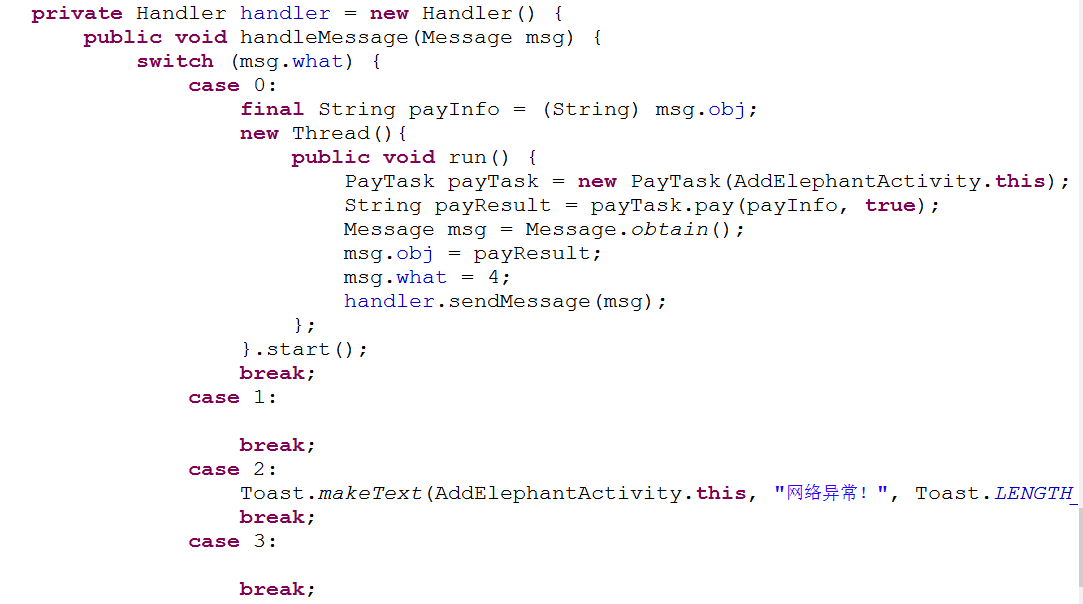 private Handler handler = new Handler() {
public void handleMessage(Message msg) {
switch (msg.what) {
case 0:
final String payInfo = (String) msg.obj;
new Thread(){
public void run() {
PayTask payTask = new PayTask(AddElephantActivity.this);
String payResult = payTask.pay(payInfo, true);
Message msg = Message.obtain();
msg.obj = payResult;
msg.what = 4;
handler.sendMessage(msg);
};
}.start();
break;
case 1:
break;
case 2:
Toast.makeText(AddElephantActivity.this, "网络异常！", Toast.LENGTH_
break;
case 3:
break;